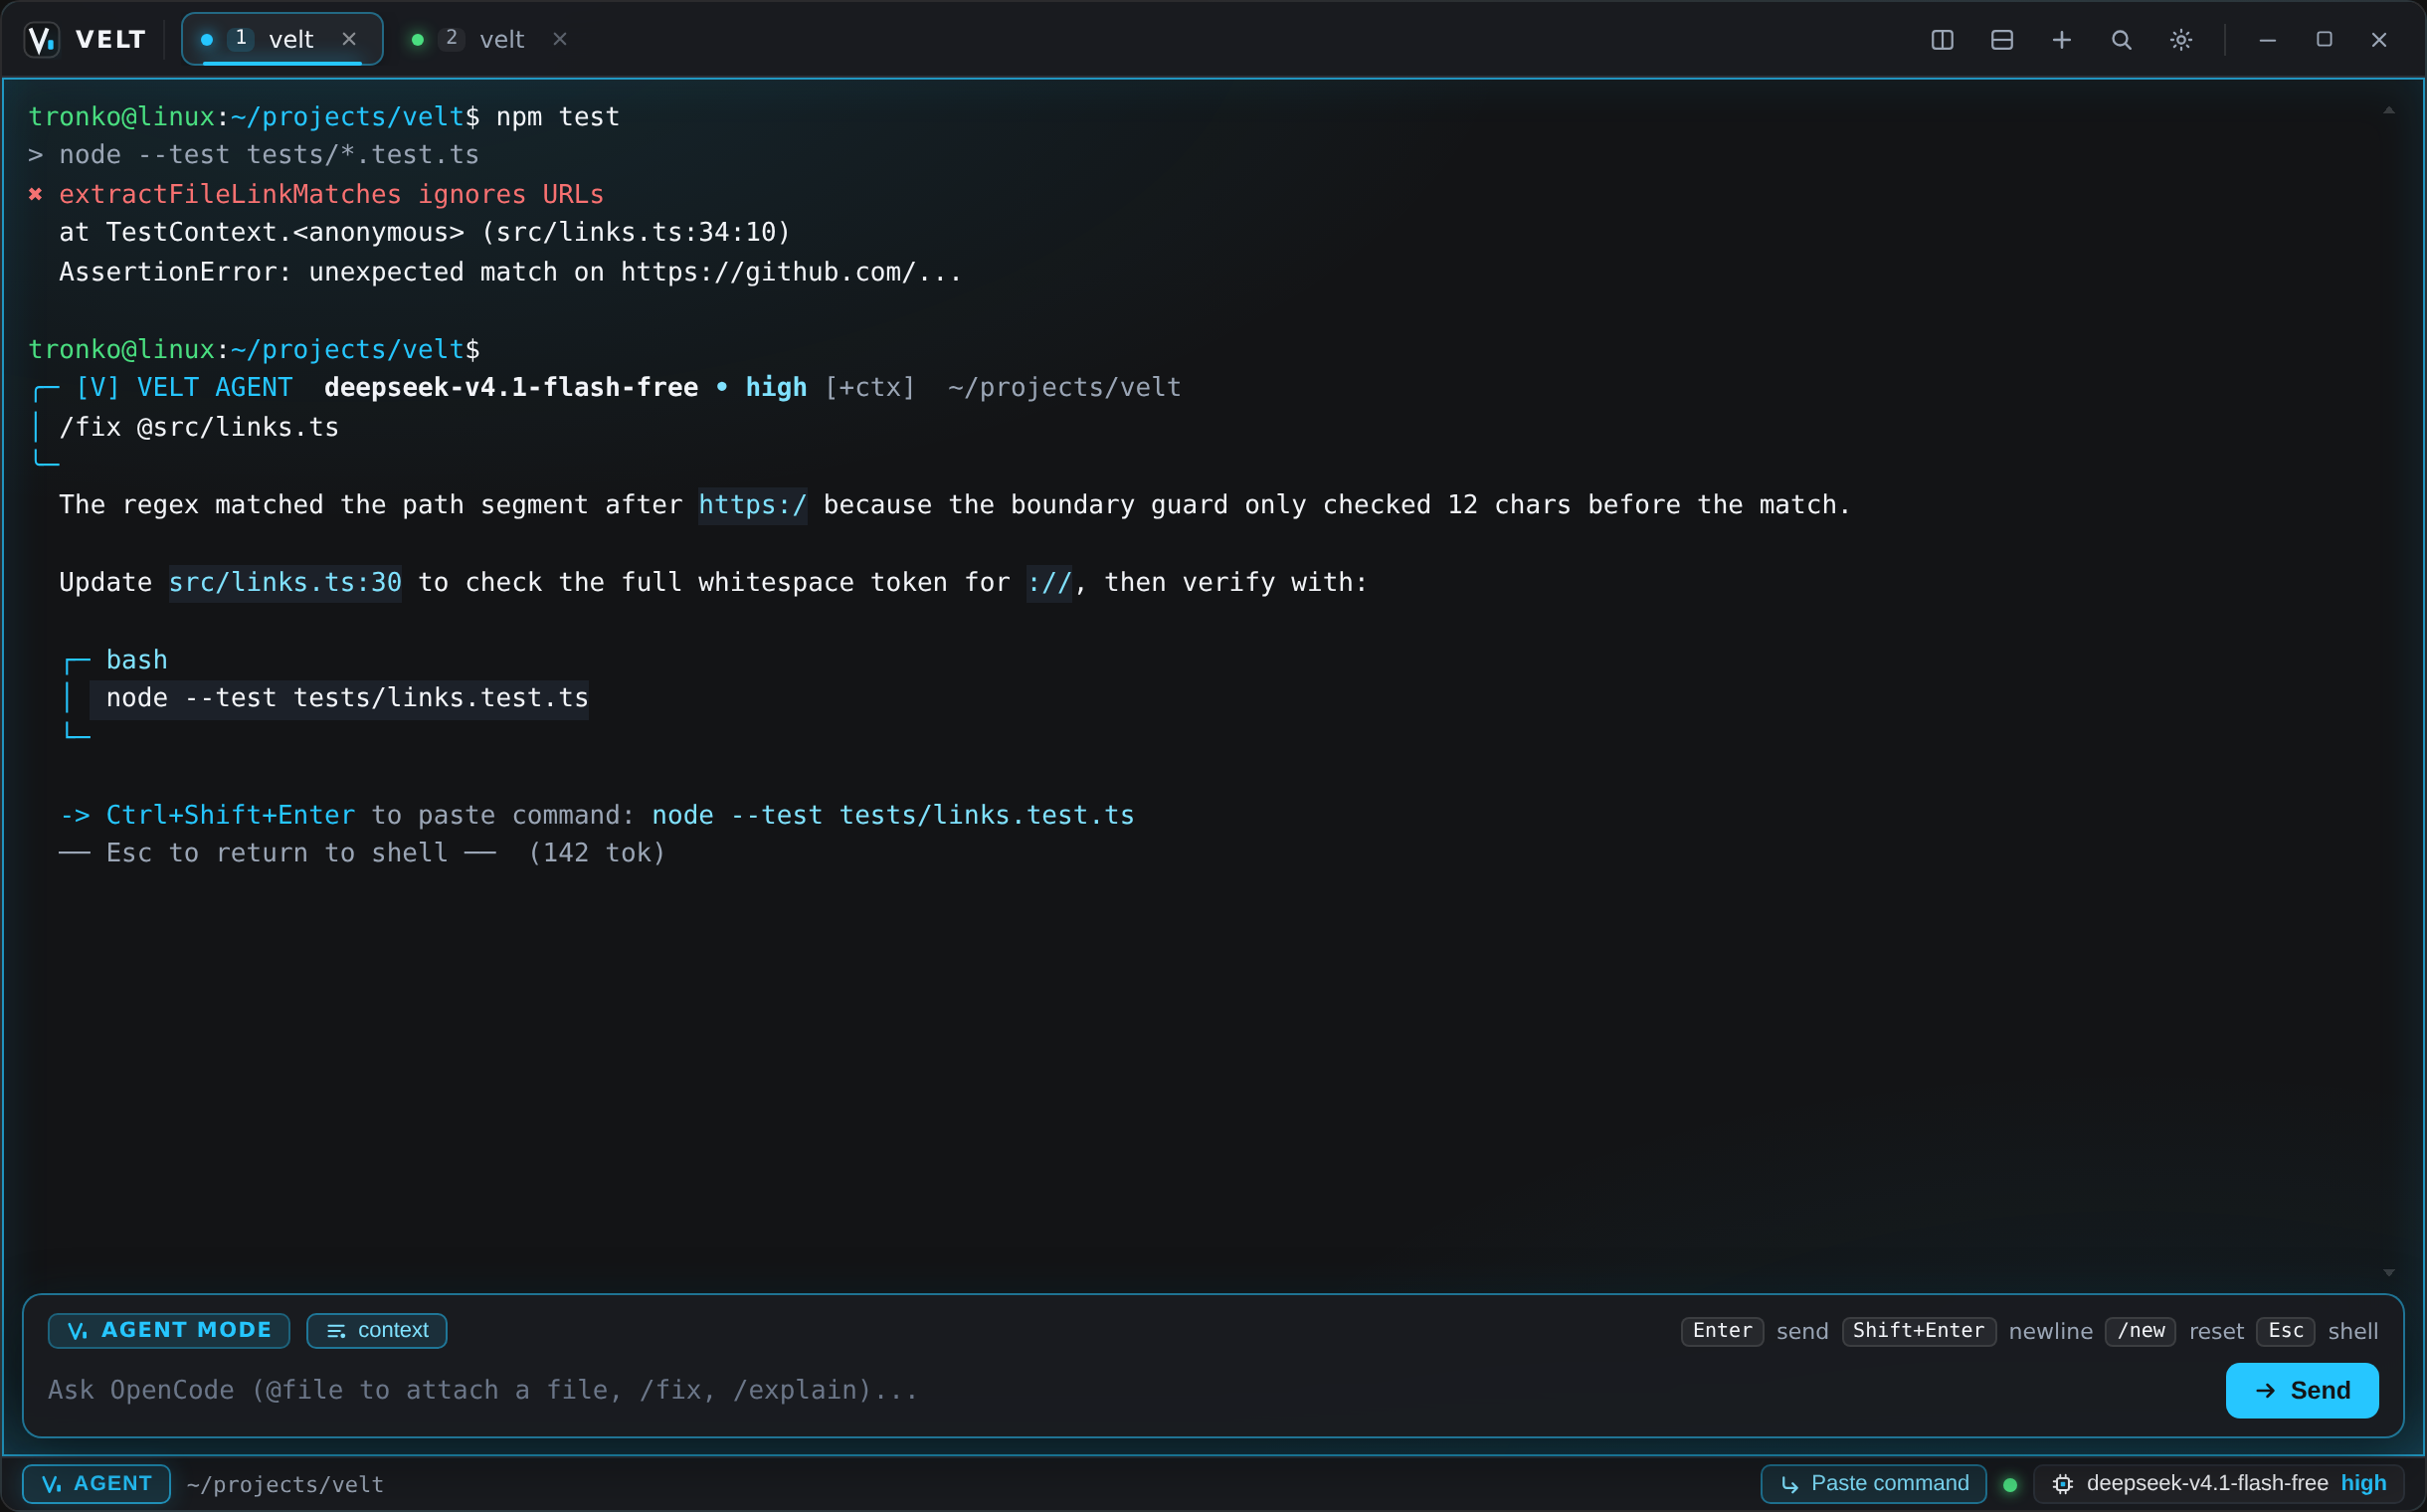 VELT 1 velt × 2 velt ×
tronko@linux:~/projects/velt$ npm test
> node --test tests/*.test.ts
✖ extractFileLinkMatches ignores URLs
at TestContext.<anonymous> (src/links.ts:34:10)
AssertionError: unexpected match on https://github.com/...
tronko@linux:~/projects/velt$
╭─ [V] VELT AGENT deepseek-v4.1-flash-free • high [+ctx] ~/projects/velt
│ /fix @src/links.ts
╰─
The regex matched the path segment after https:/ because the boundary guard only checked 12 chars before the match.
Update src/links.ts:30 to check the full whitespace token for ://, then verify with:
┌─ bash
│ node --test tests/links.test.ts
└─
-> Ctrl+Shift+Enter to paste command: node --test tests/links.test.ts
── Esc to return to shell ── (142 tok)
AGENT MODE context Enter send Shift+Enter newline /new reset Esc shell
Ask OpenCode (@file to attach a file, /fix, /explain)... → Send
AGENT ~/projects/velt Paste command deepseek-v4.1-flash-free high